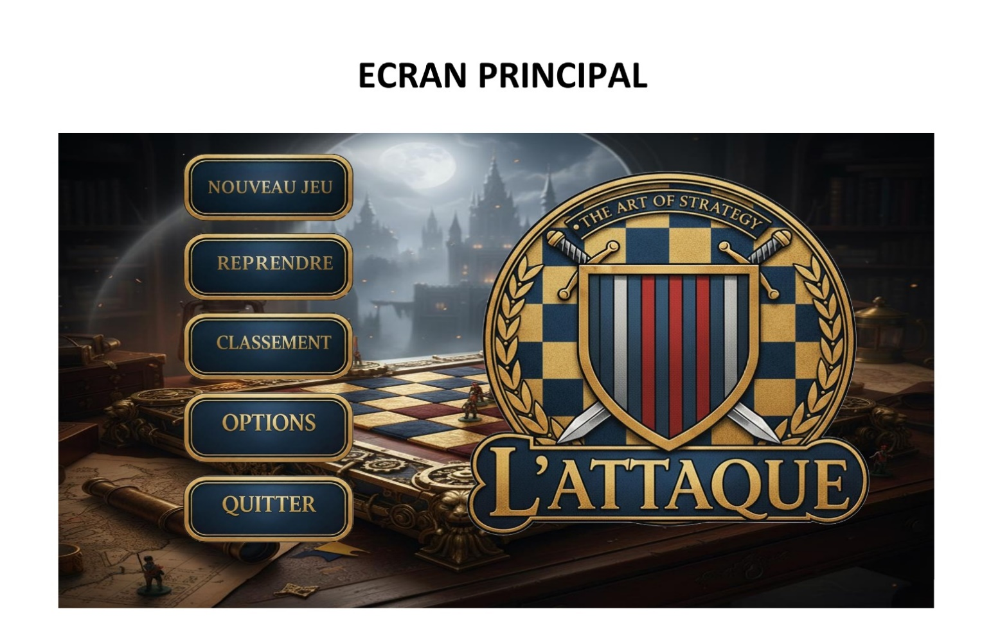 ECRAN PRINCIPAL
NOUVEAU JEU
REPRENDRE
CLASSEMENT
OPTIONS
QUITTER
• THE ART OF STRATEGY
L'ATTAQUE